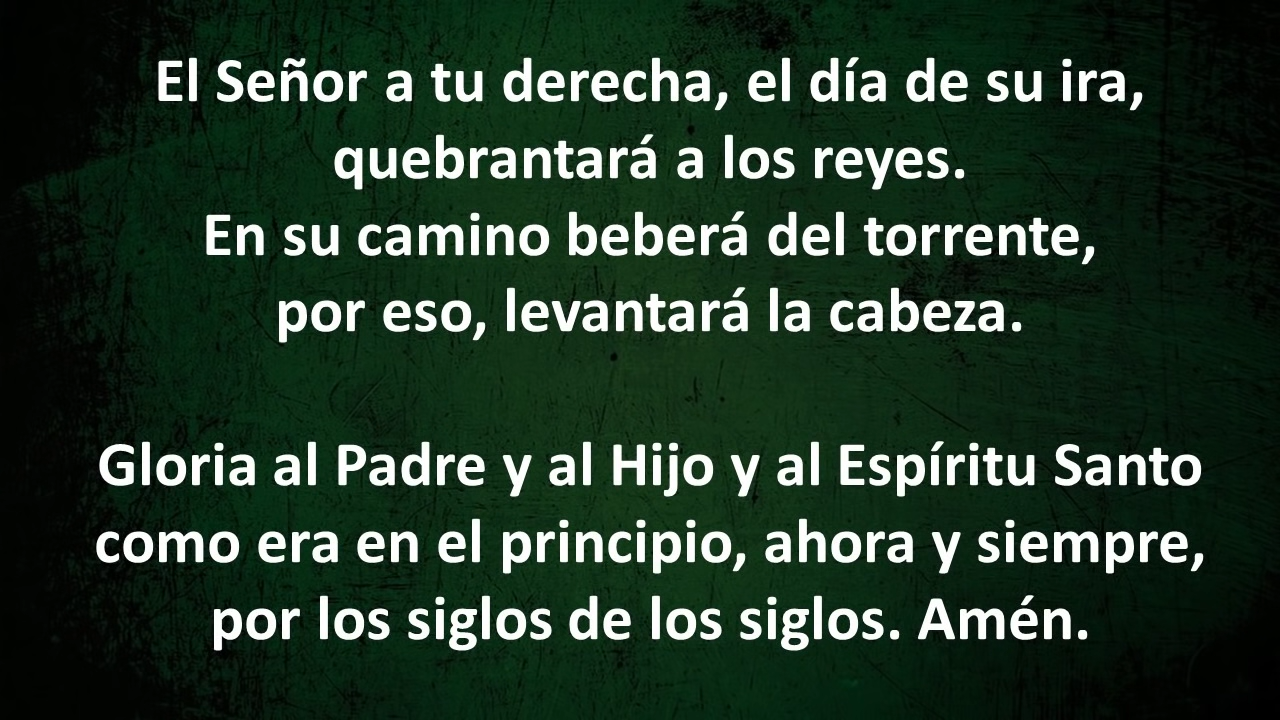 El Señor a tu derecha, el día de su ira,
quebrantará a los reyes.
En su camino beberá del torrente,
por eso, levantará la cabeza.
Gloria al Padre y al Hijo y al Espíritu Santo
como era en el principio, ahora y siempre,
por los siglos de los siglos. Amén.